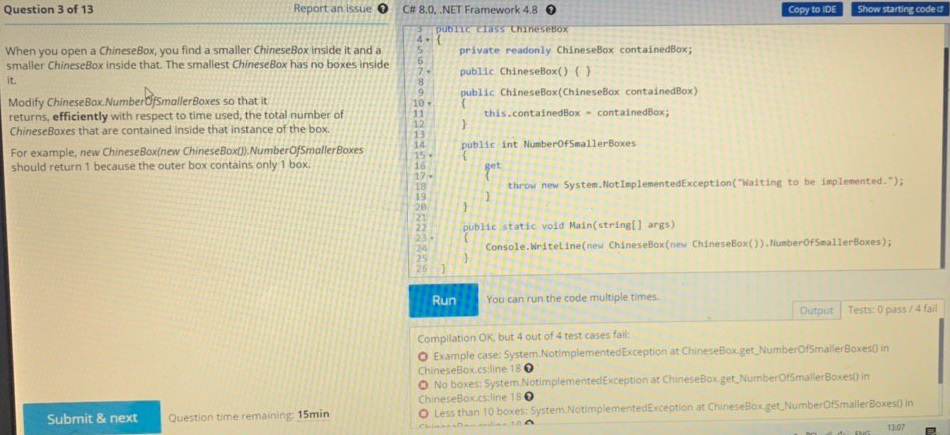 Question 3 of 13
Report an issue
C# 8.0, .NET Framework 4.8
Copy to IDE
Show starting code
When you open a ChineseBox, you find a smaller ChineseBox inside it and a
smaller ChineseBox inside that. The smallest ChineseBox has no boxes inside
it.
Modify ChineseBox.NumberOfSmallerBoxes so that it
returns, efficiently with respect to time used, the total number of
ChineseBoxes that are contained inside that instance of the box.
For example, new ChineseBox(new ChineseBox()).NumberOfSmallerBoxes
should return 1 because the outer box contains only 1 box.
3 public class ChineseBox
4 {
5 private readonly ChineseBox containedBox;
6
7 public ChineseBox() { }
8
9 public ChineseBox(ChineseBox containedBox)
10 {
11 this.containedBox = containedBox;
12 }
13
14 public int NumberOfSmallerBoxes
15 {
16 get
17 {
18 throw new System.NotImplementedException("Waiting to be implemented.");
19 }
20 }
21
22 public static void Main(string[] args)
23 {
24 Console.WriteLine(new ChineseBox(new ChineseBox()).NumberOfSmallerBoxes);
25 }
26 }
Run
You can run the code multiple times.
Output
Tests: 0 pass / 4 fail
Compilation OK, but 4 out of 4 test cases fail:
Example case: System.NotImplementedException at ChineseBox.get_NumberOfSmallerBoxes() in
ChineseBox.cs:line 18
No boxes: System.NotImplementedException at ChineseBox.get_NumberOfSmallerBoxes() in
ChineseBox.cs:line 18
Less than 10 boxes: System.NotImplementedException at ChineseBox.get_NumberOfSmallerBoxes() in
Submit & next
Question time remaining: 15min
ENG
13:07